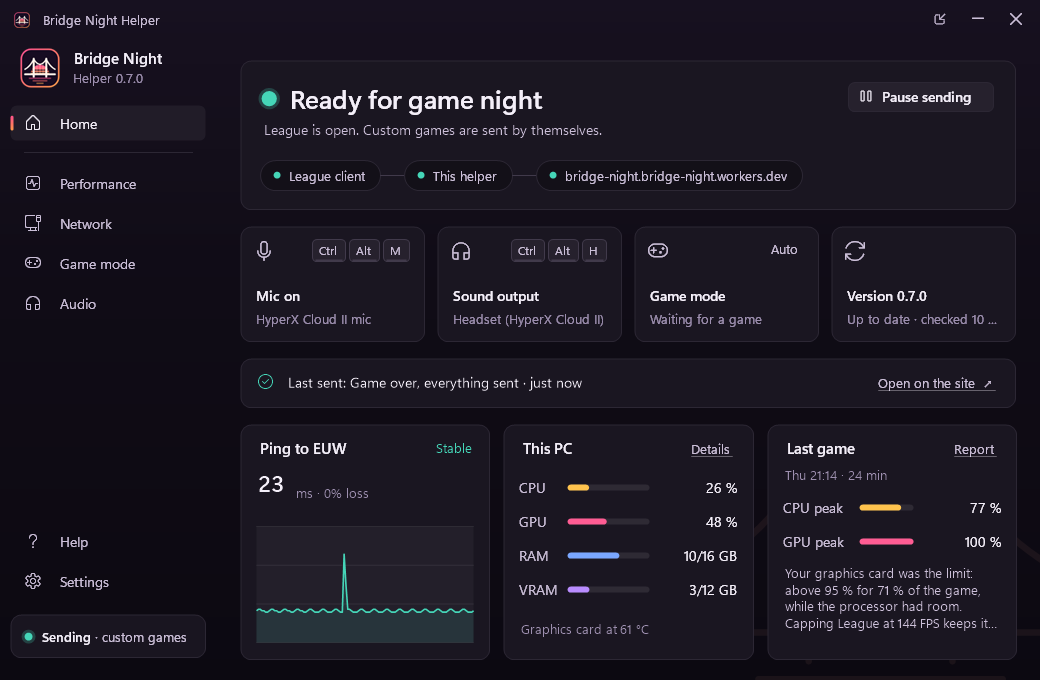 Bridge Night Helper
Bridge Night
Helper 0.7.0
Home
Performance
Network
Game mode
Audio
Help
Settings
Sending · custom games
Ready for game night
Pause sending
League is open. Custom games are sent by themselves.
League client
This helper
bridge-night.bridge-night.workers.dev
Ctrl Alt M
Mic on
HyperX Cloud II mic
Ctrl Alt H
Sound output
Headset (HyperX Cloud II)
Auto
Game mode
Waiting for a game
Version 0.7.0
Up to date · checked 10 ...
Last sent: Game over, everything sent · just now
Open on the site ↗
Ping to EUW
Stable
23 ms · 0% loss
This PC
Details
CPU 26 %
GPU 48 %
RAM 10/16 GB
VRAM 3/12 GB
Graphics card at 61 °C
Last game
Report
Thu 21:14 · 24 min
CPU peak 77 %
GPU peak 100 %
Your graphics card was the limit:
above 95 % for 71 % of the game,
while the processor had room.
Capping League at 144 FPS keeps it...